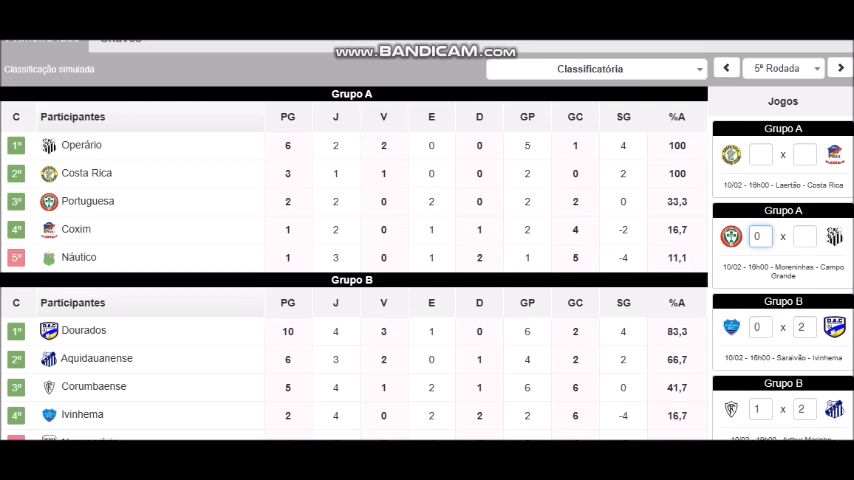 www.BANDICAM.com
Classificação simulada
Classificatória
5ª Rodada
Grupo A
C Participantes PG J V E D GP GC SG %A
1º Operário 6 2 2 0 0 5 1 4 100
2º Costa Rica 3 1 1 0 0 2 0 2 100
3º Portuguesa 2 2 0 2 0 2 2 0 33,3
4º Coxim 1 2 0 1 1 2 4 -2 16,7
5º Náutico 1 3 0 1 2 1 5 -4 11,1
Grupo B
C Participantes PG J V E D GP GC SG %A
1º Dourados 10 4 3 1 0 6 2 4 83,3
2º Aquidauanense 6 3 2 0 1 4 2 2 66,7
3º Corumbaense 5 4 1 2 1 6 6 0 41,7
4º Ivinhema 2 4 0 2 2 2 6 -4 16,7
Jogos
Grupo A
x
10/02 - 16h00 - Laertão - Costa Rica
Grupo A
0 x
10/02 - 16h00 - Moreninhas - Campo
Grande
Grupo B
0 x 2
10/02 - 16h00 - Saraivão - Ivinhema
Grupo B
1 x 2